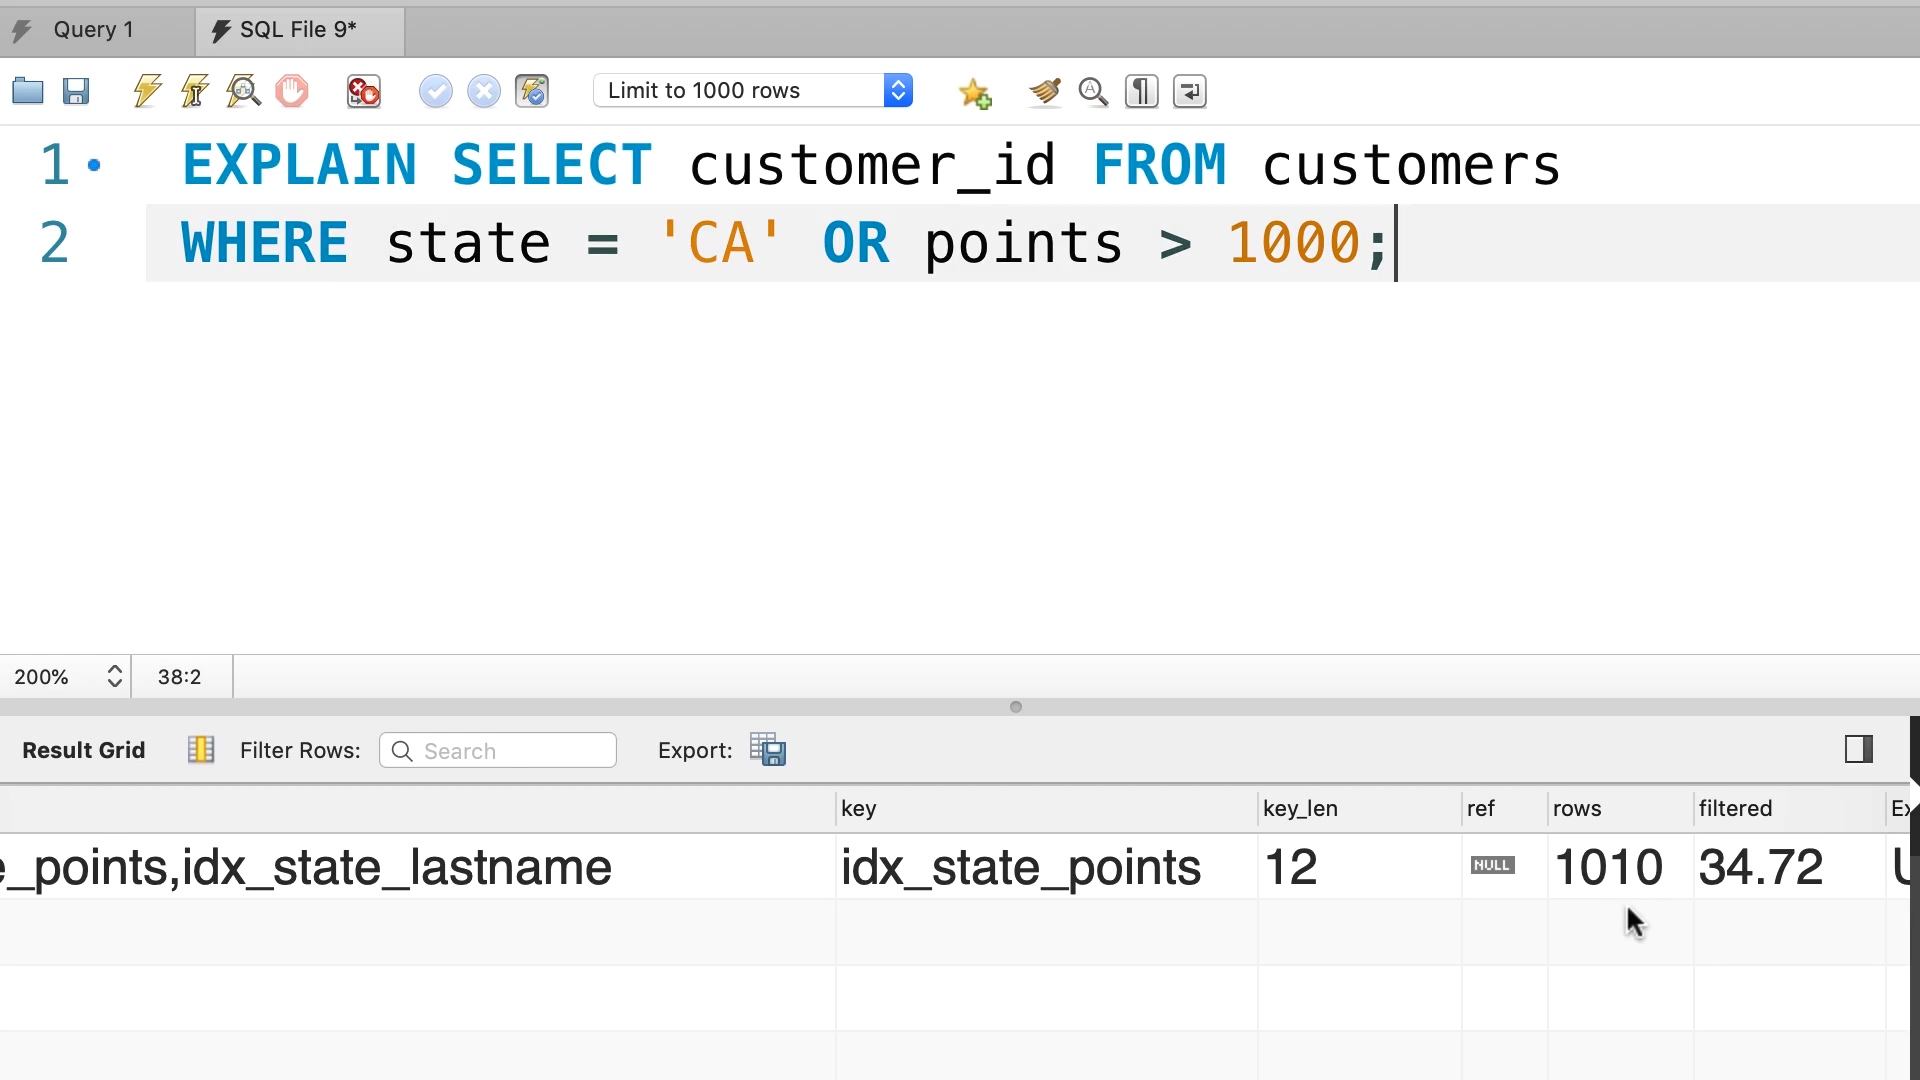 Query 1
SQL File 9*
Limit to 1000 rows
1 EXPLAIN SELECT customer_id FROM customers
2 WHERE state = 'CA' OR points > 1000;
200%
38:2
Result Grid
Filter Rows:
Search
Export:
key
key_len
ref
rows
filtered
Ex
e_points,idx_state_lastname
idx_state_points
12
NULL
1010
34.72
U